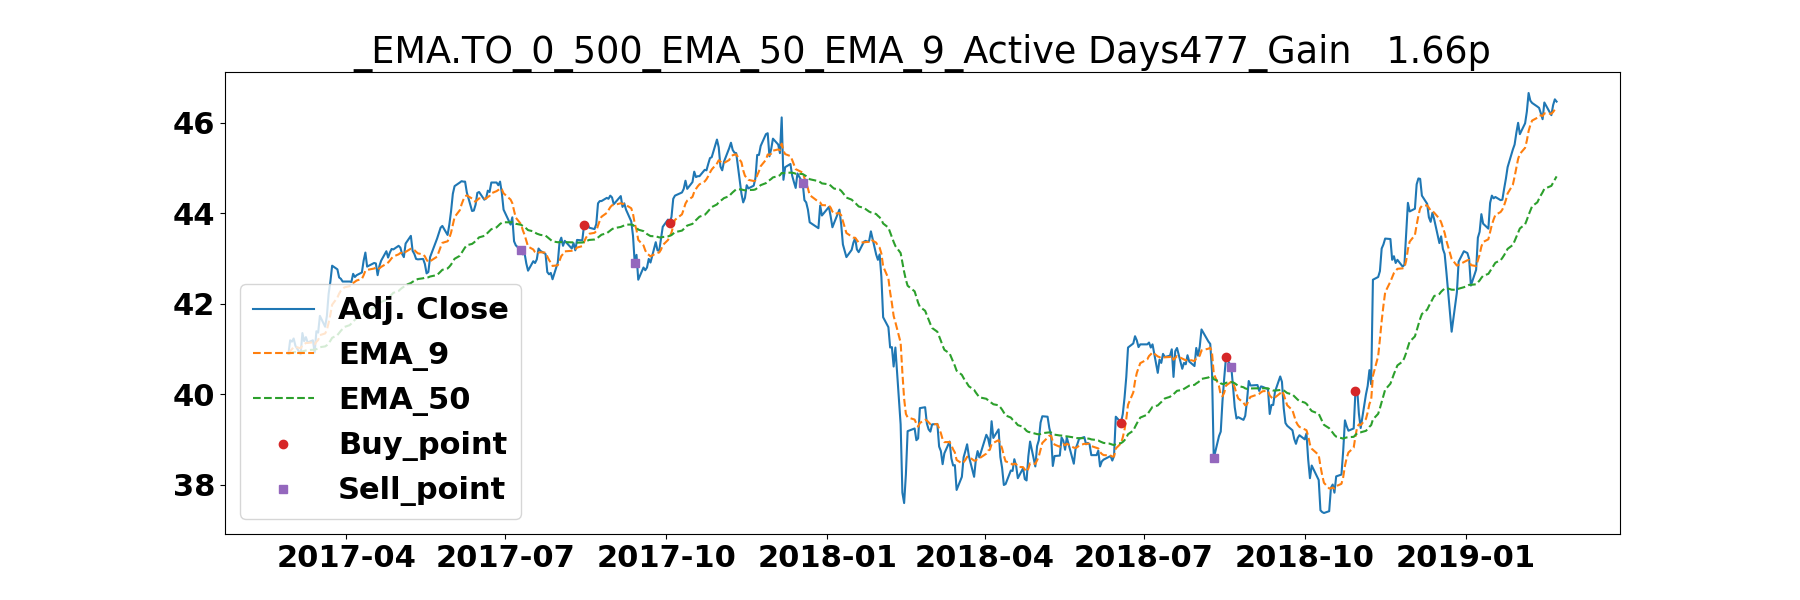 _EMA.TO_0_500_EMA_50_EMA_9_Active Days477_Gain   1.66p
46
44
42
40
38
Adj. Close
EMA_9
EMA_50
Buy_point
Sell_point
2017-04 2017-07 2017-10 2018-01 2018-04 2018-07 2018-10 2019-01